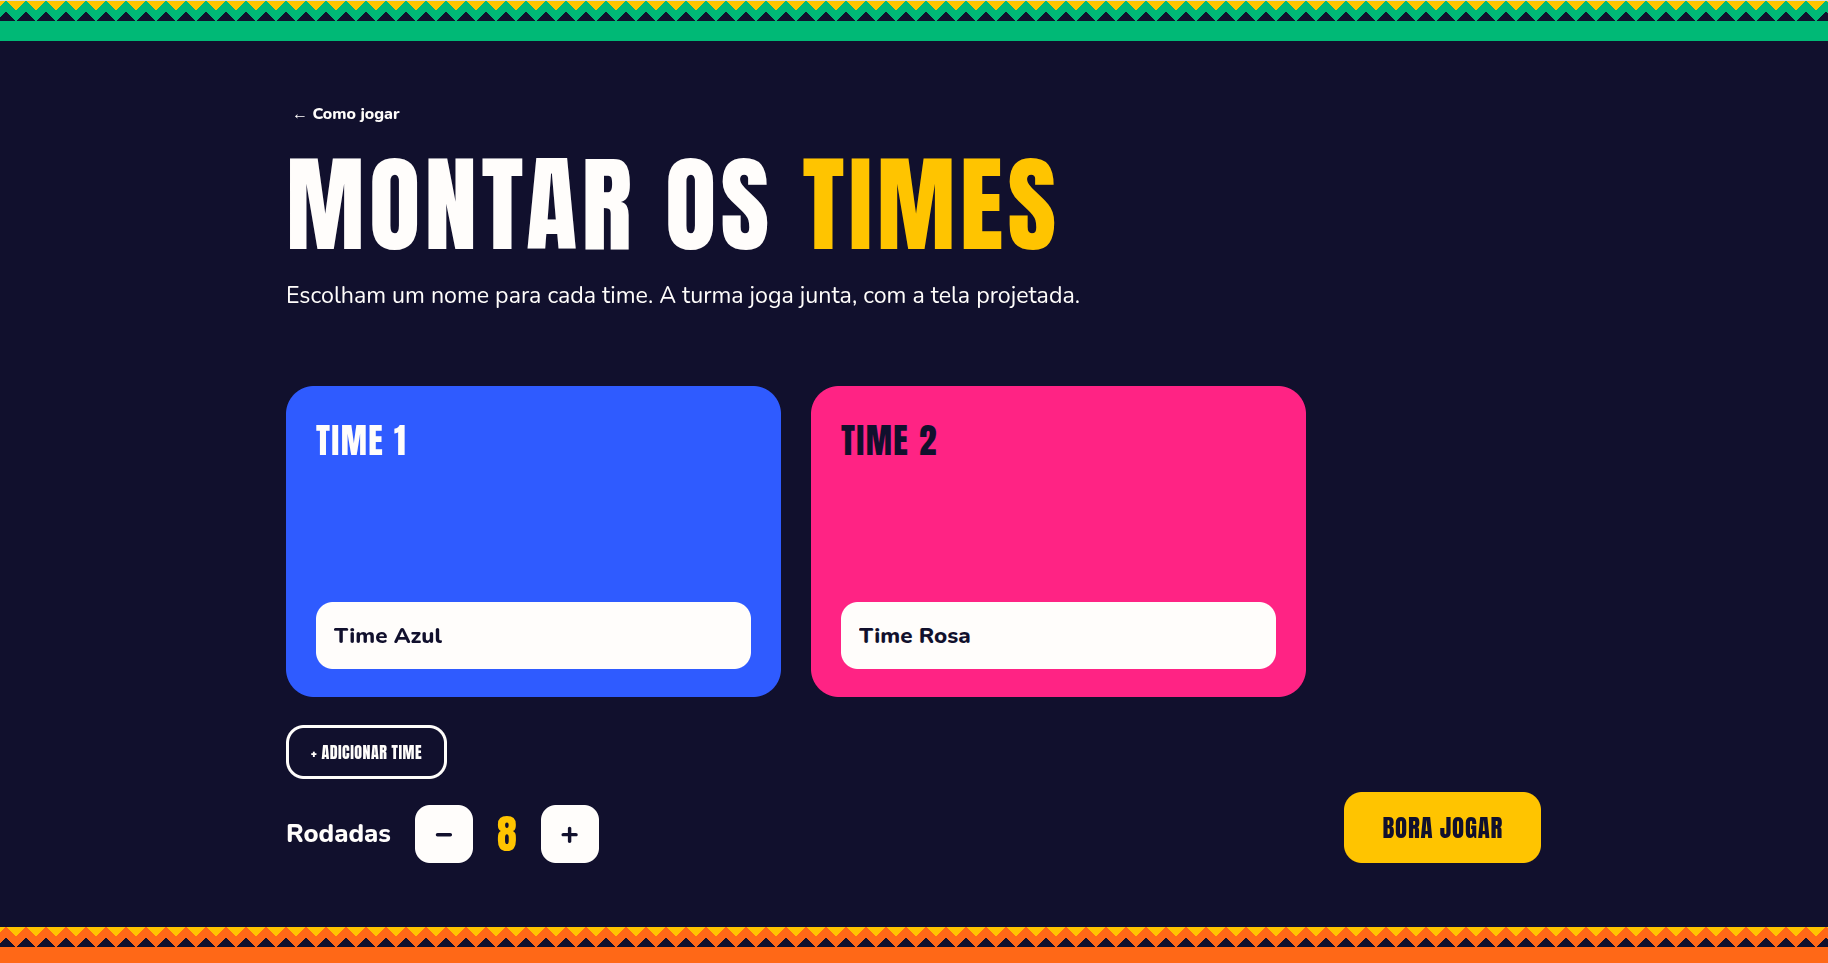 ← Como jogar
MONTAR OS TIMES
Escolham um nome para cada time. A turma joga junta, com a tela projetada.
TIME 1
Time Azul
TIME 2
Time Rosa
+ ADICIONAR TIME
Rodadas − 8 +
BORA JOGAR